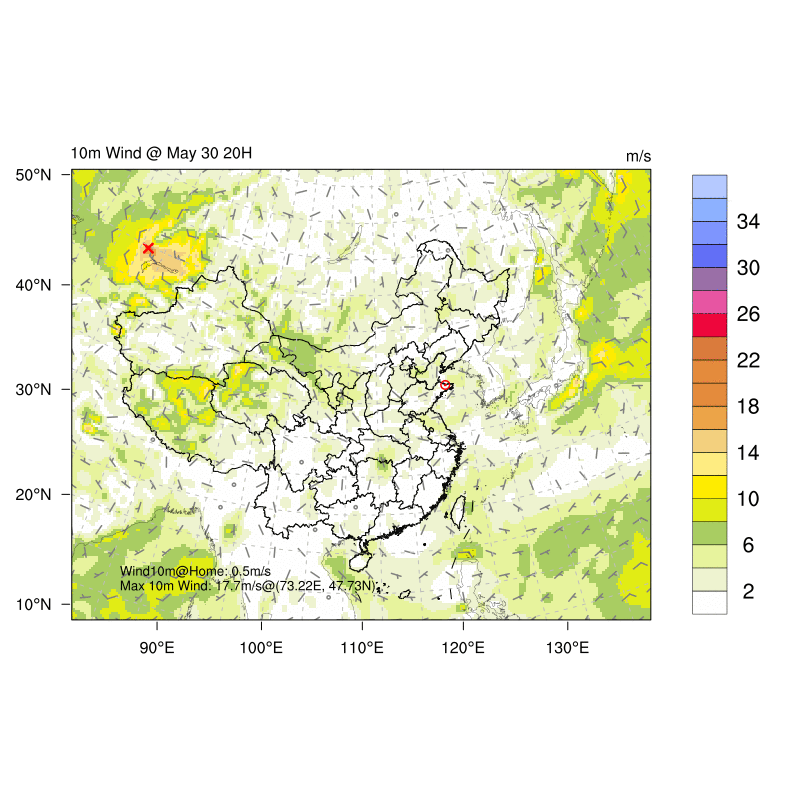 10m Wind @ May 30 20H
m/s
50°N
40°N
30°N
20°N
10°N
34
30
26
22
18
14
10
6
2
Wind10m@Home: 0.5m/s
Max 10m Wind: 17.7m/s@(73.22E, 47.73N)
90°E
100°E
110°E
120°E
130°E